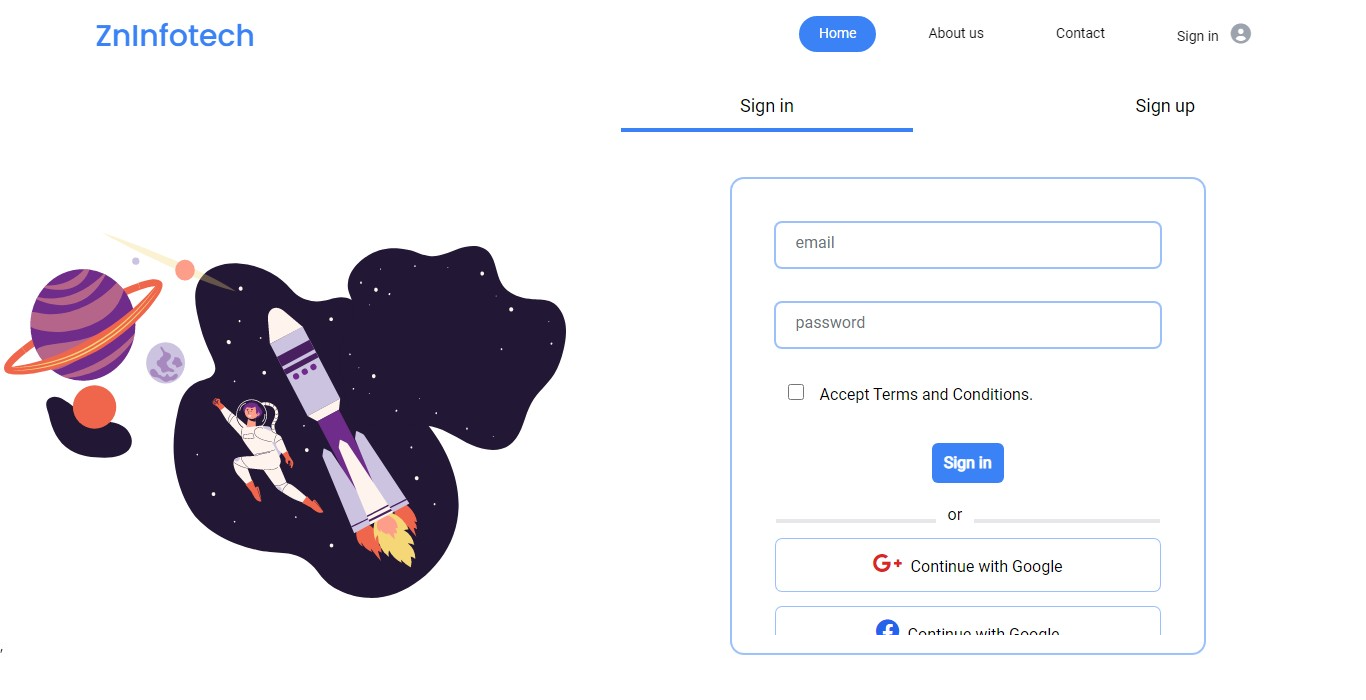 ZnInfotech
Home About us Contact Sign in
Sign in Sign up
email
password
Accept Terms and Conditions.
Sign in
or
G+ Continue with Google
Continue with Google
,